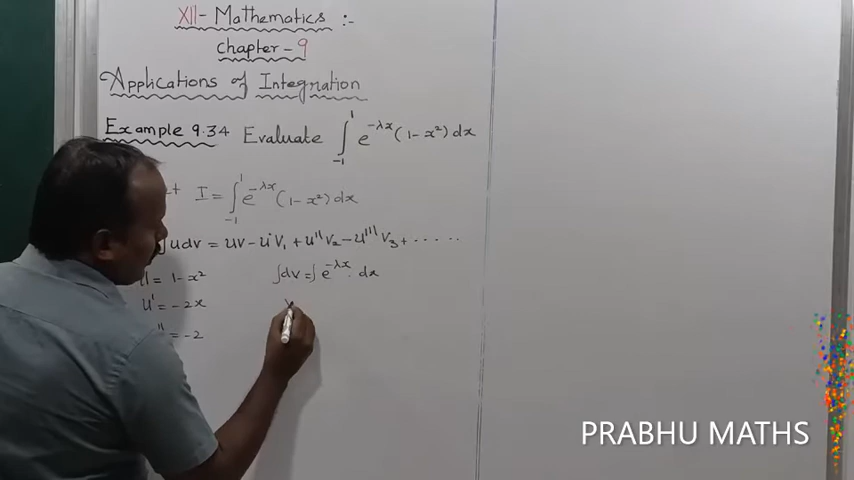 XII - Mathematics :-
Chapter - 9
Applications of Integration
Example 9.34 Evaluate ∫₋₁¹ e^(-λx) (1-x²) dx
I = ∫₋₁¹ e^(-λx) (1-x²) dx
∫udv = uv - u'v₁ + u''v₂ - u'''v₃ + .....
u = 1-x² ∫dv = ∫e^(-λx). dx
u' = -2x v
'' = -2
PRABHU MATHS